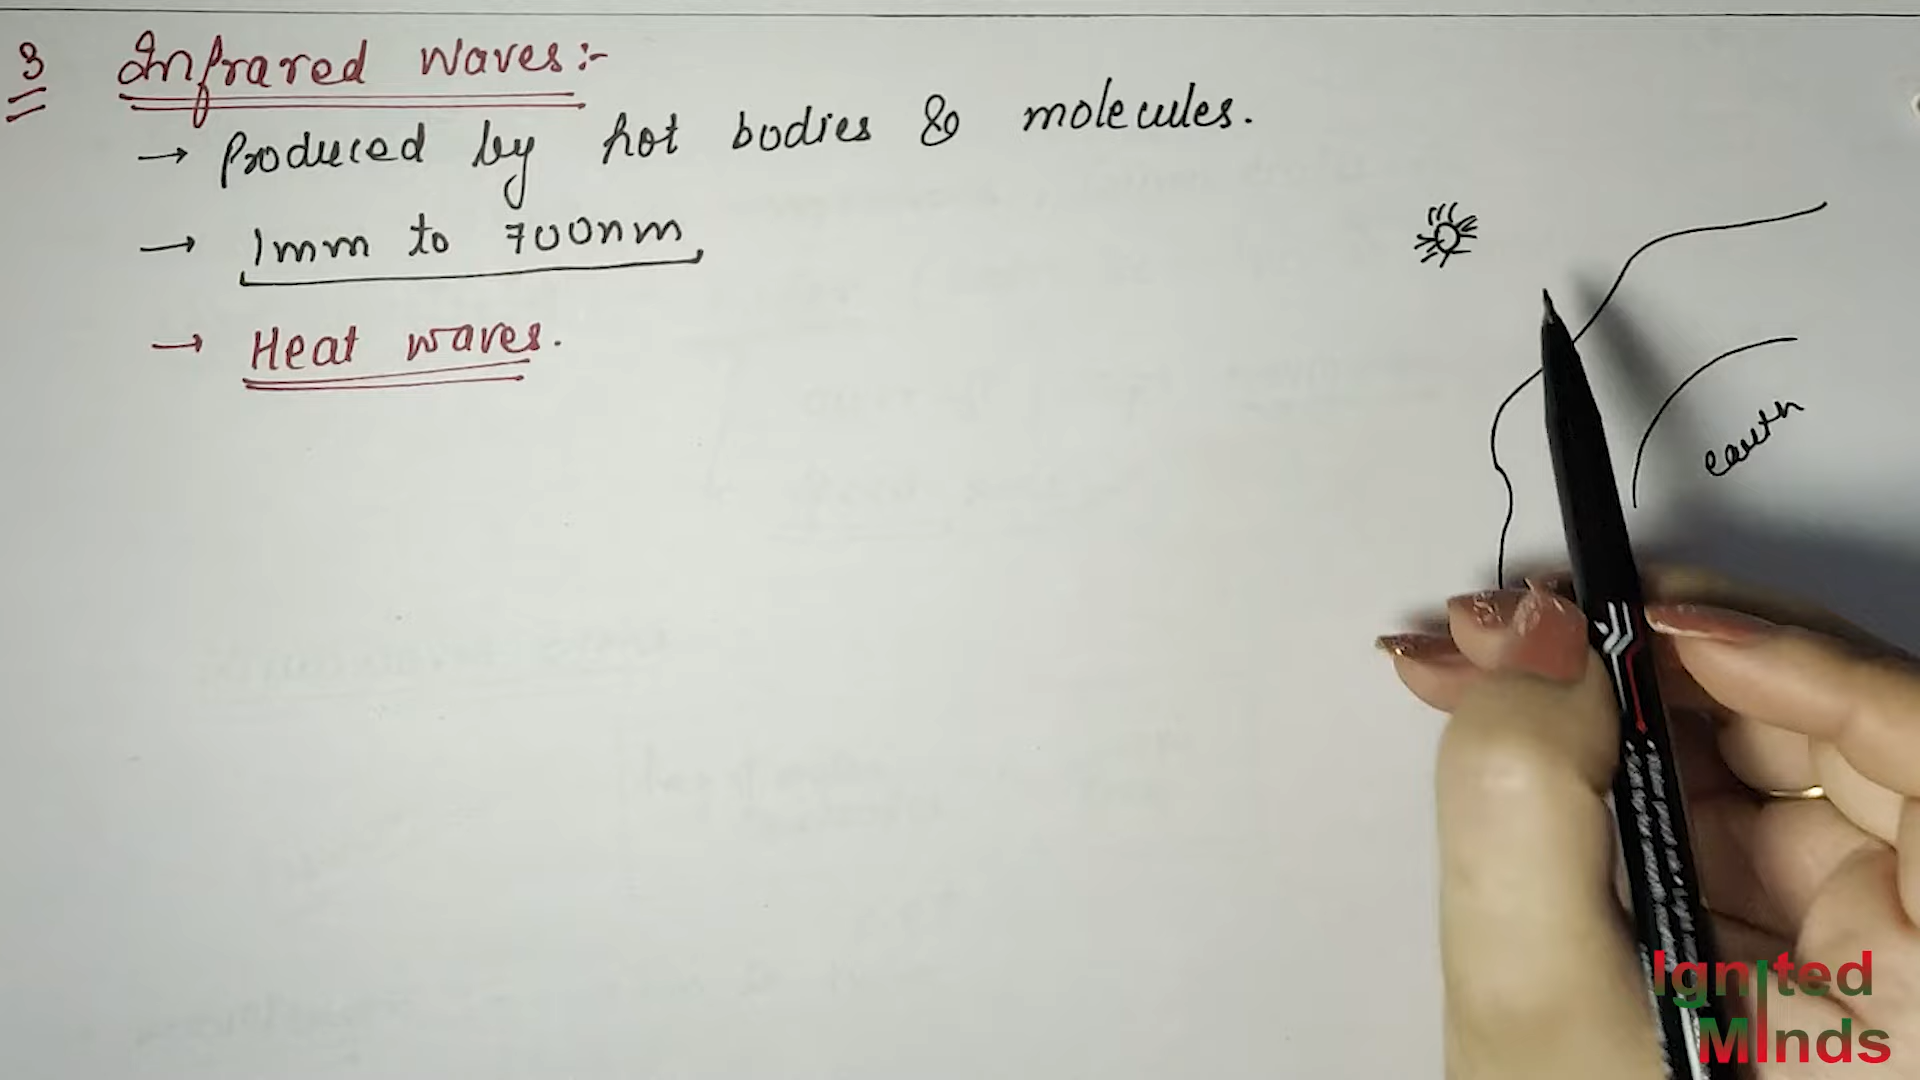 3 Infrared waves:-
→ Produced by hot bodies & molecules.
→ 1mm to 700nm
→ Heat waves.
earth
Ignited
Minds